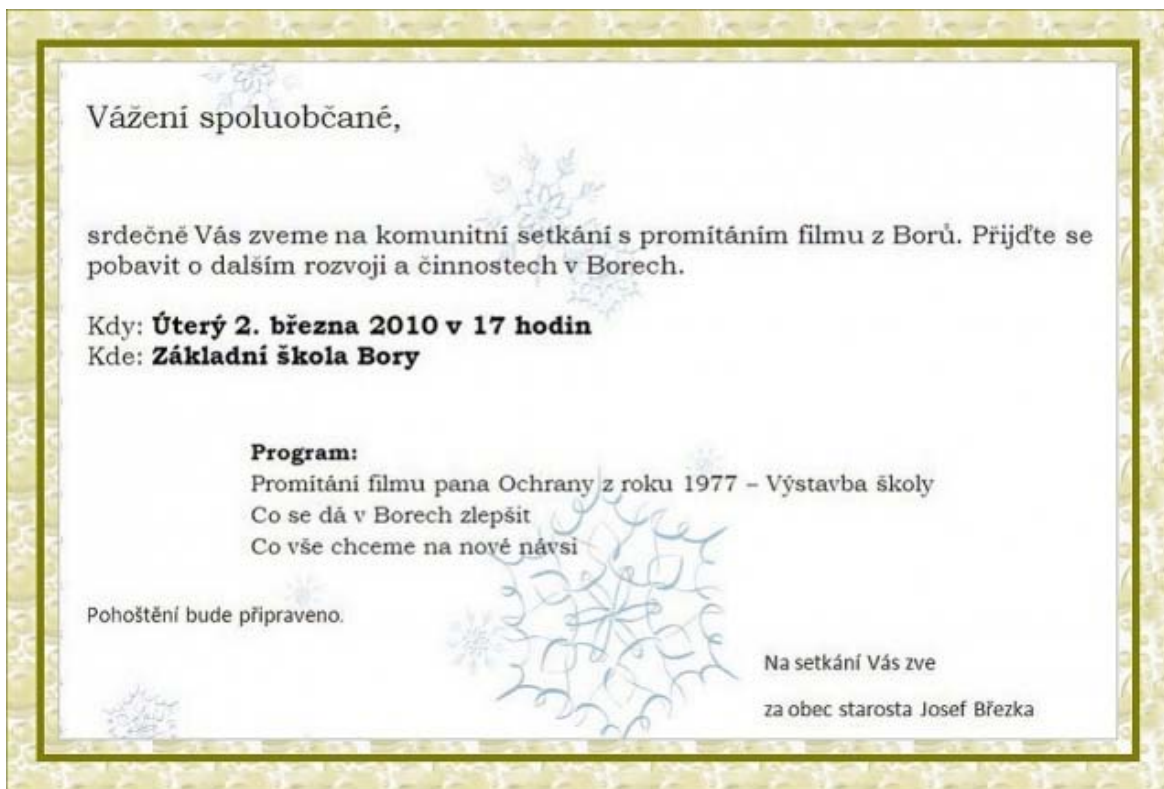 Vážení spoluobčané,
srdečně Vás zveme na komunitní setkání s promítáním filmu z Borů. Přijďte se
pobavit o dalším rozvoji a činnostech v Borech.
Kdy: Úterý 2. března 2010 v 17 hodin
Kde: Základní škola Bory
Program:
Promítání filmu pana Ochrany z roku 1977 – Výstavba školy
Co se dá v Borech zlepšit
Co vše chceme na nové návsi
Pohoštění bude připraveno.
Na setkání Vás zve
za obec starosta Josef Březka